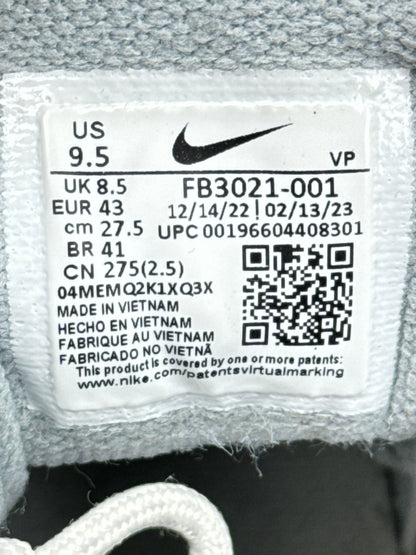 US
9.5
VP
UK 8.5
FB3021-001
EUR 43
12/14/22 | 02/13/23
cm 27.5
UPC 00196604408301
BR 41
CN 275(2.5)
04MEMQ2K1XQ3X
MADE IN VIETNAM
HECHO EN VIETNAM
FABRIQUE AU VIETNAM
FABRICADO NO VIETNÃ
This product is covered by one or more patents:
www.nike.com/patentsvirtualmarking